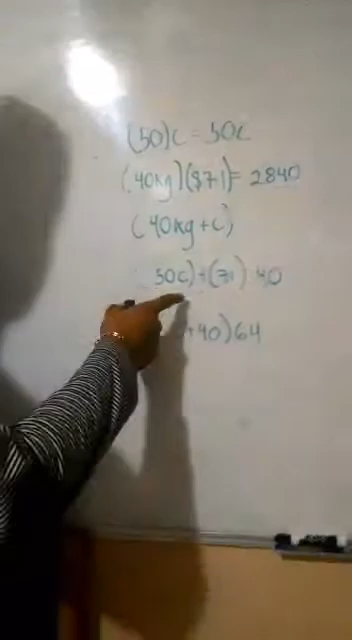 (50)C = 50C
(40kg)($71) = 2840
(40kg + C)
50C) + (71) 40
+40) 64